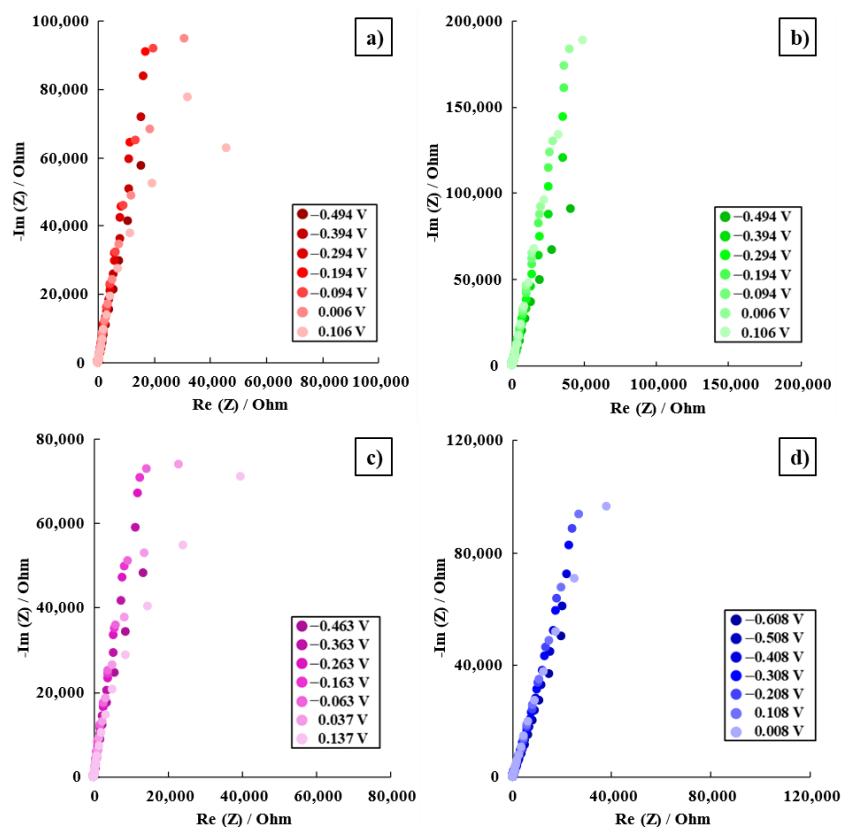 a)
100,000
80,000
60,000
40,000
20,000
0
-Im (Z) / Ohm
−0.494 V
−0.394 V
−0.294 V
−0.194 V
−0.094 V
0.006 V
0.106 V
0 20,000 40,000 60,000 80,000 100,000
Re (Z) / Ohm
b)
200,000
150,000
100,000
50,000
0
-Im (Z) / Ohm
−0.494 V
−0.394 V
−0.294 V
−0.194 V
−0.094 V
0.006 V
0.106 V
0 50,000 100,000 150,000 200,000
Re (Z) / Ohm
c)
80,000
60,000
40,000
20,000
0
-Im (Z) / Ohm
−0.463 V
−0.363 V
−0.263 V
−0.163 V
−0.063 V
0.037 V
0.137 V
0 20,000 40,000 60,000 80,000
Re (Z) / Ohm
d)
120,000
80,000
40,000
0
-Im (Z) / Ohm
−0.608 V
−0.508 V
−0.408 V
−0.308 V
−0.208 V
0.108 V
0.008 V
0 40,000 80,000 120,000
Re (Z) / Ohm